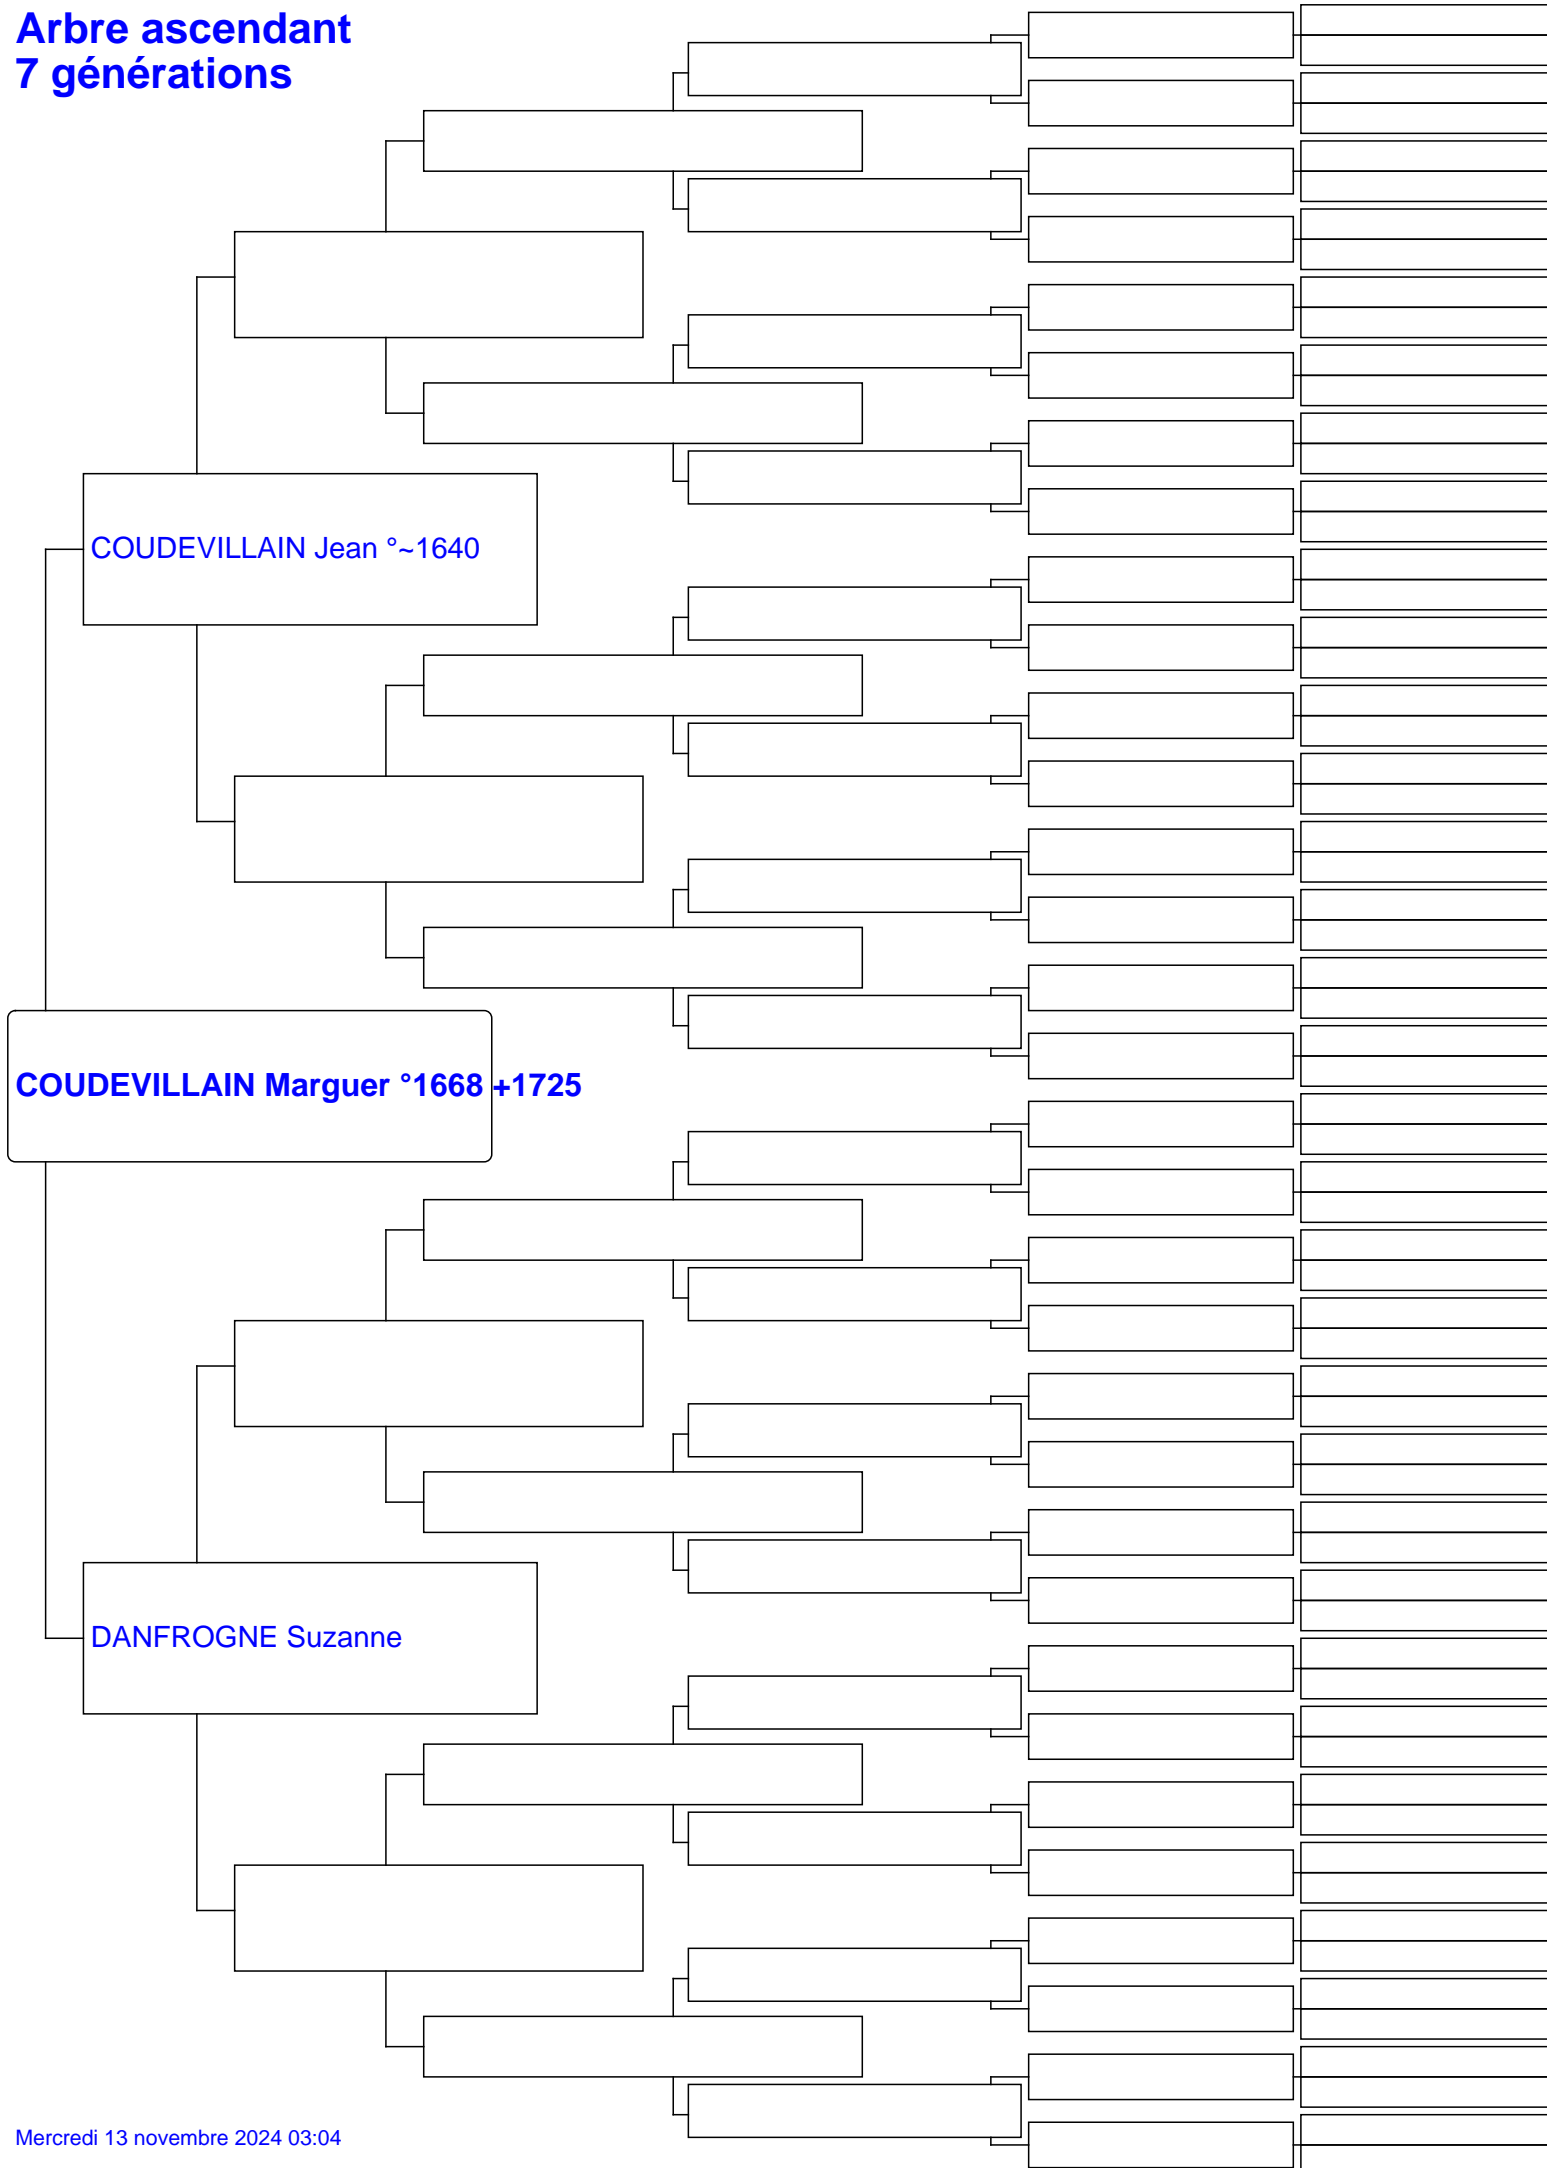 Arbre ascendant
7 générations
COUDEVILLAIN Jean °~1640
COUDEVILLAIN Marguer °1668 +1725
DANFROGNE Suzanne
Mercredi 13 novembre 2024 03:04